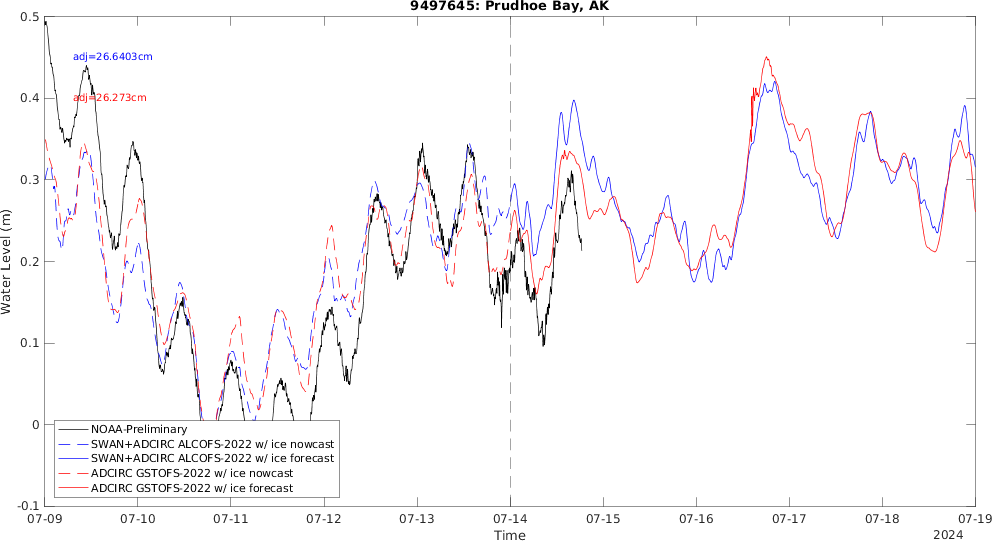 9497645: Prudhoe Bay, AK
0.5
adj=26.6403cm
0.4
adj=26.273cm
0.3
Water Level (m)
0.2
0.1
0
NOAA-Preliminary
SWAN+ADCIRC ALCOFS-2022 w/ ice nowcast
SWAN+ADCIRC ALCOFS-2022 w/ ice forecast
ADCIRC GSTOFS-2022 w/ ice nowcast
ADCIRC GSTOFS-2022 w/ ice forecast
-0.1
07-09 07-10 07-11 07-12 07-13 07-14 07-15 07-16 07-17 07-18 07-19
Time
2024